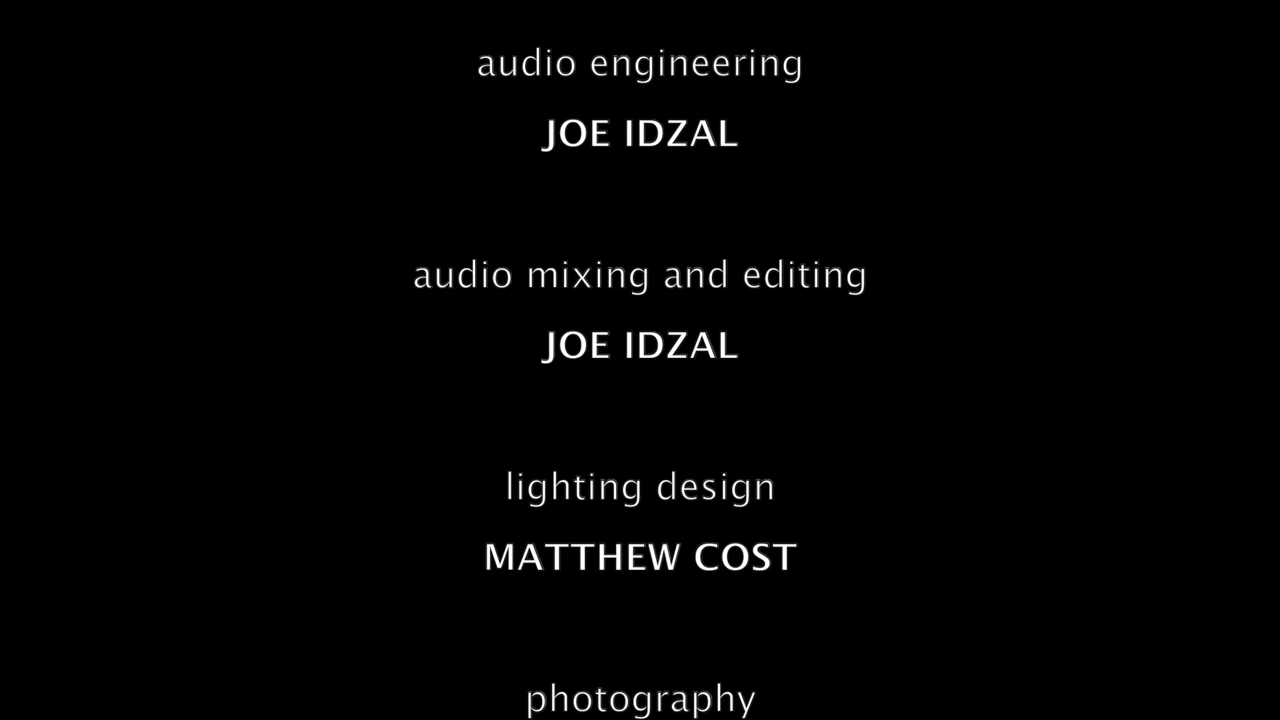 audio engineering
JOE IDZAL
audio mixing and editing
JOE IDZAL
lighting design
MATTHEW COST
photography